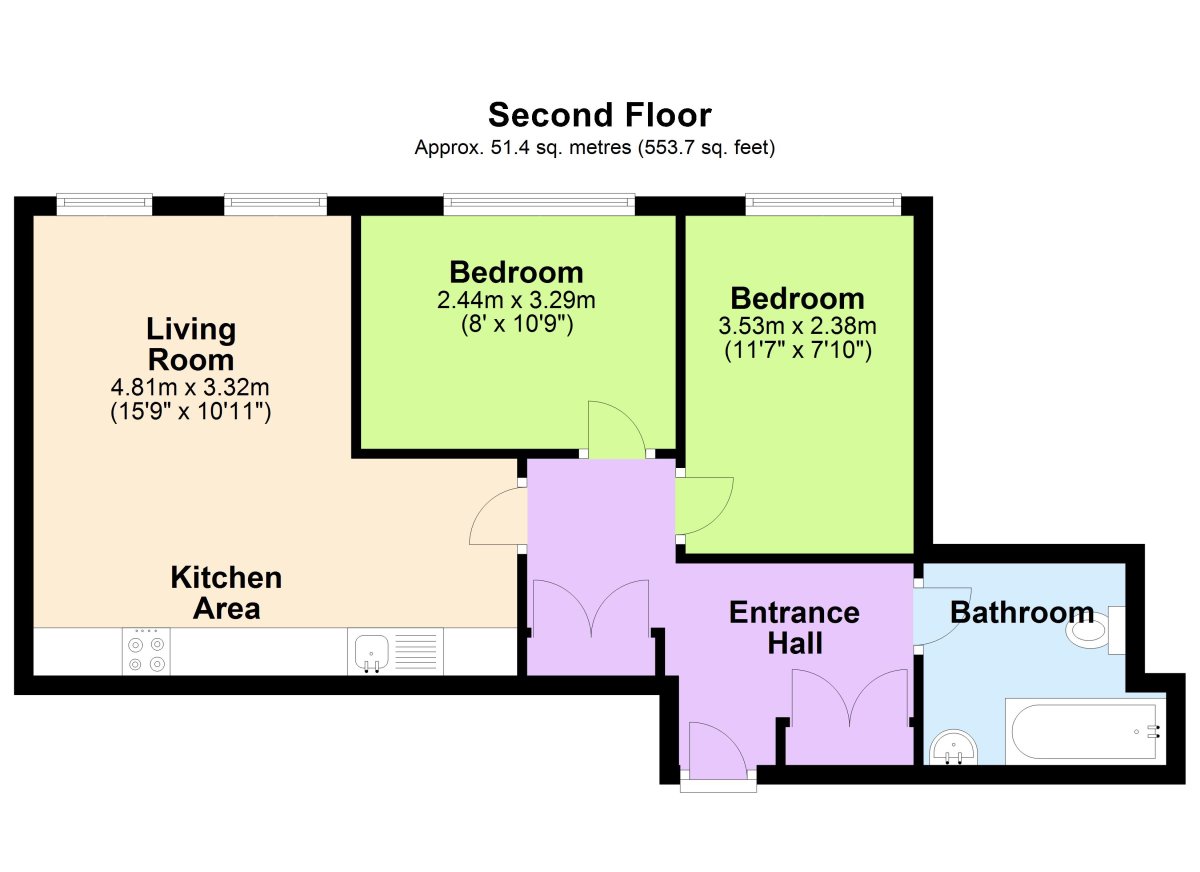 Second Floor
Approx. 51.4 sq. metres (553.7 sq. feet)
Bedroom
2.44m x 3.29m
(8' x 10'9")
Bedroom
3.53m x 2.38m
(11'7" x 7'10")
Living
Room
4.81m x 3.32m
(15'9" x 10'11")
Kitchen
Area
Entrance
Hall
Bathroom